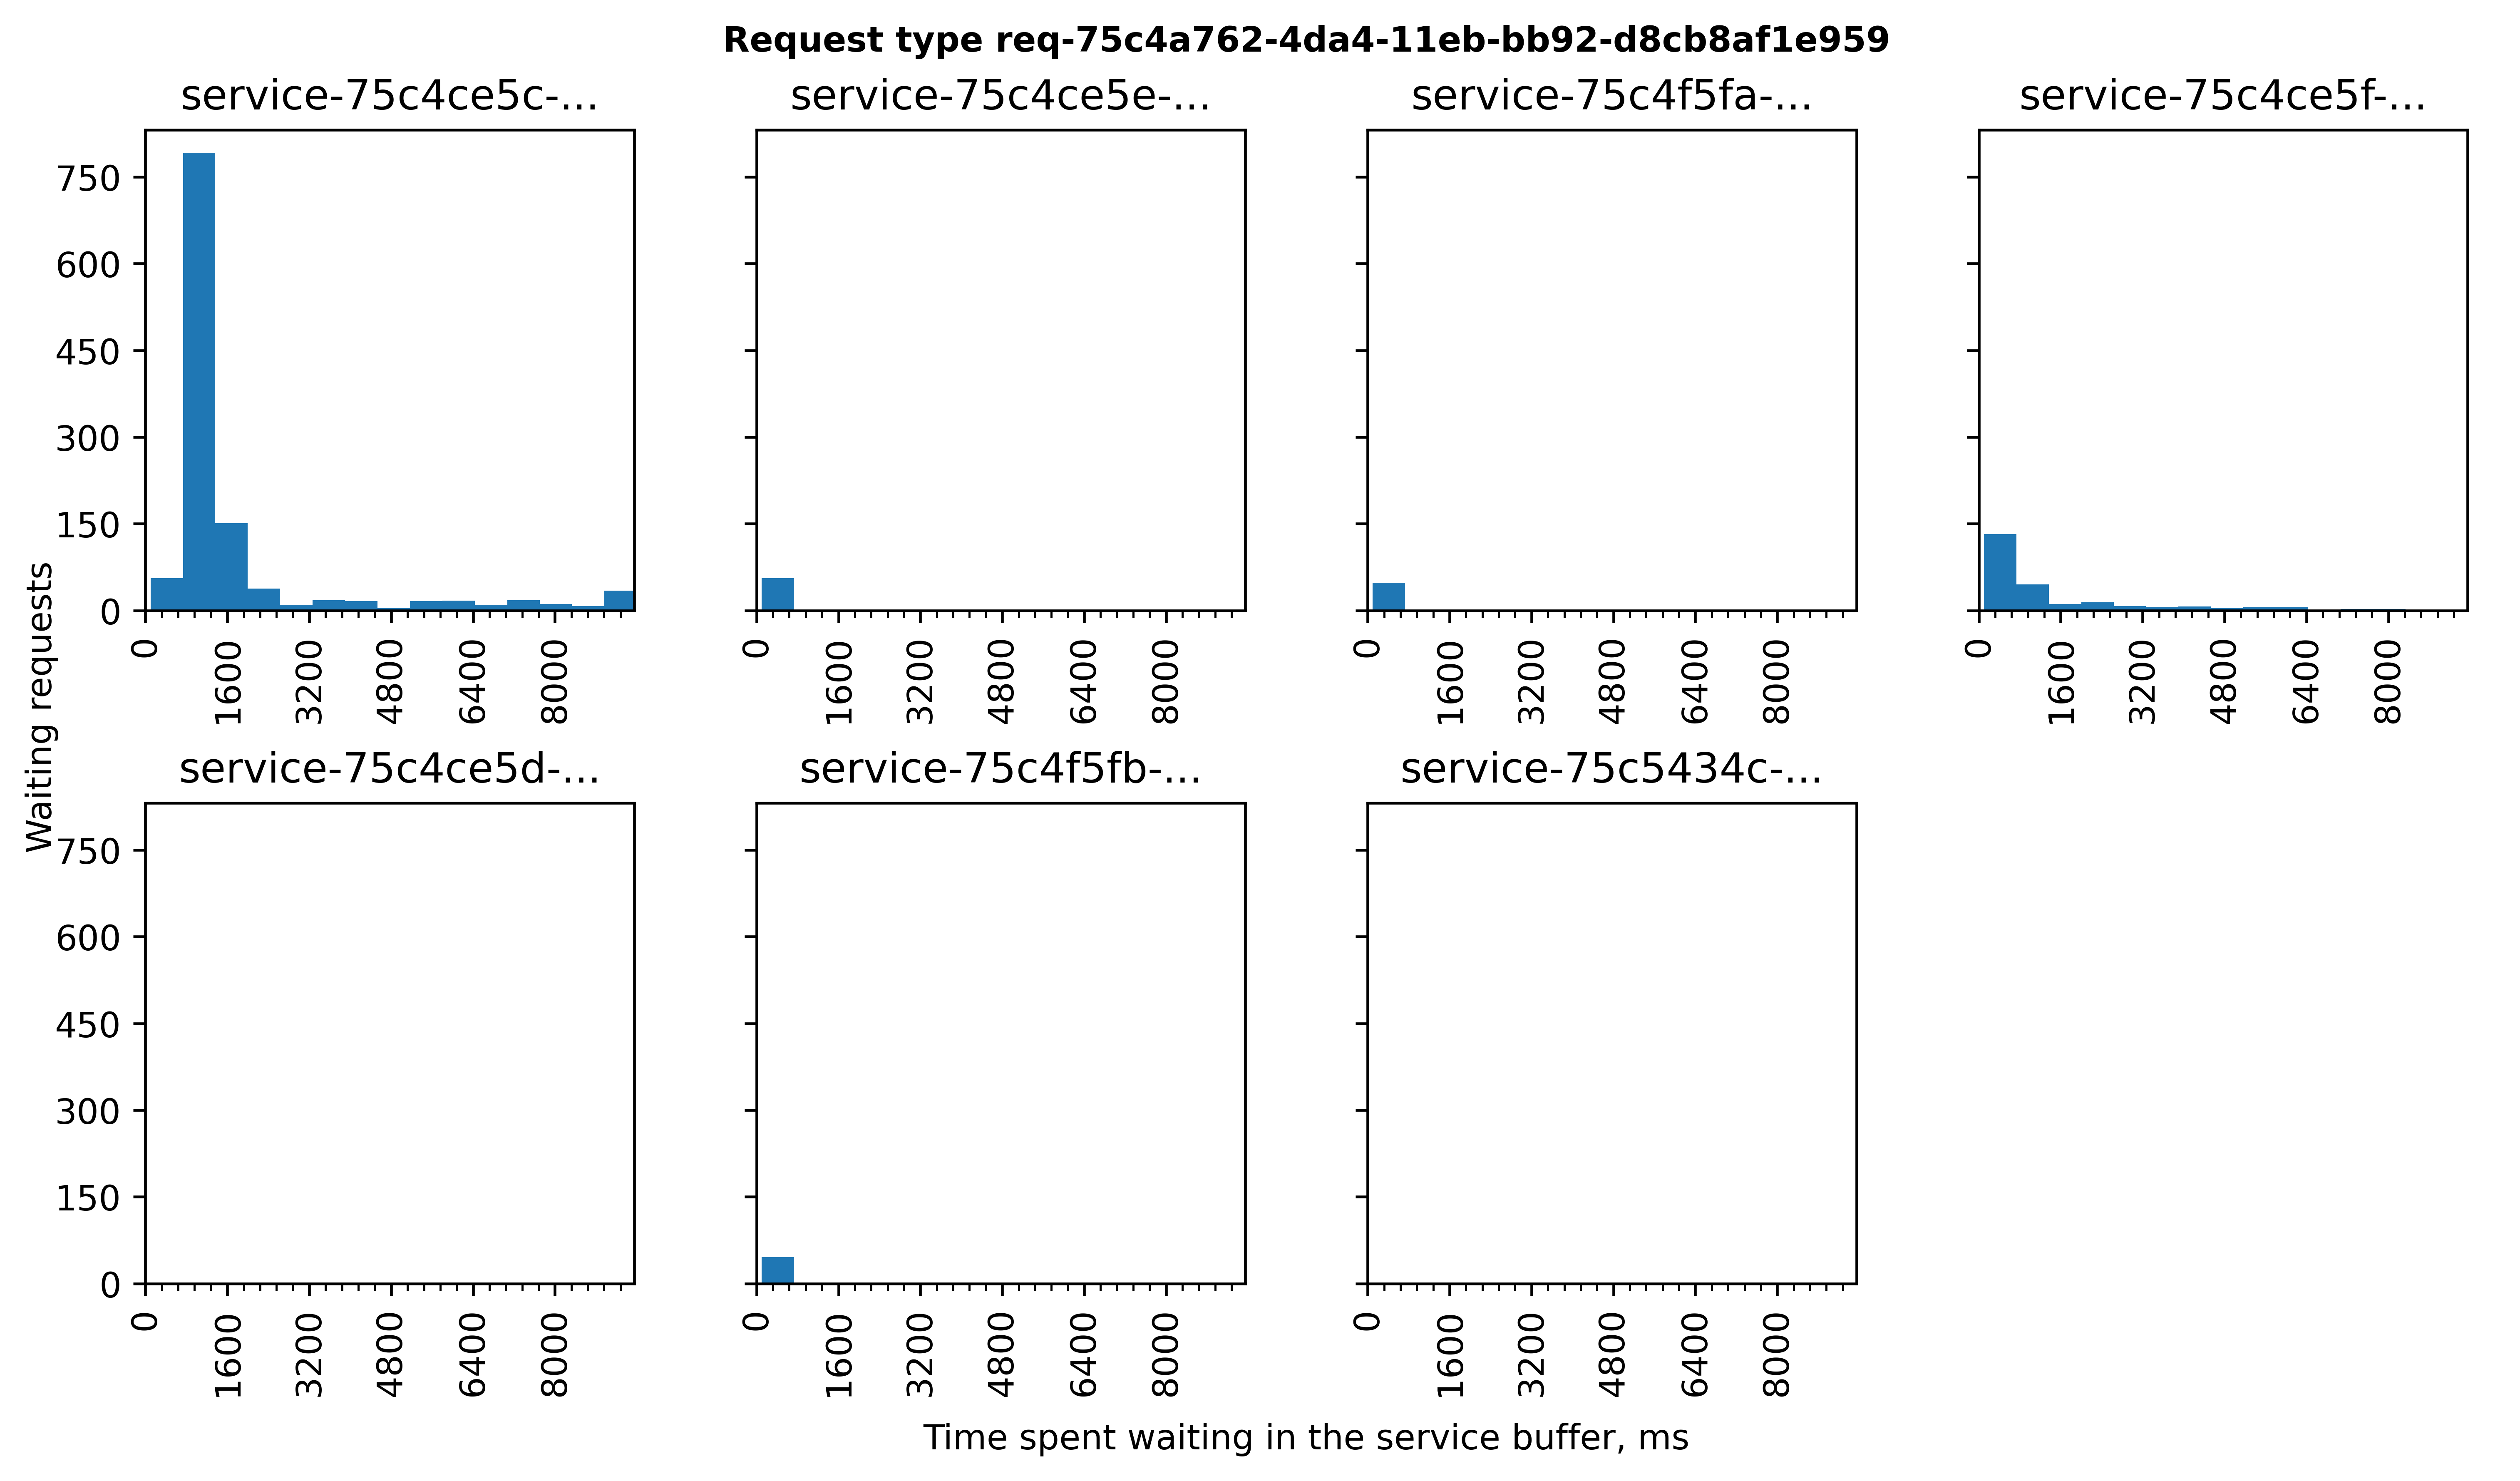 Request type req-75c4a762-4da4-11eb-bb92-d8cb8af1e959
service-75c4ce5c-...
service-75c4ce5e-...
service-75c4f5fa-...
service-75c4ce5f-...
750
600
450
300
150
0
0 1600 3200 4800 6400 8000
0 1600 3200 4800 6400 8000
0 1600 3200 4800 6400 8000
0 1600 3200 4800 6400 8000
Waiting requests
service-75c4ce5d-...
service-75c4f5fb-...
service-75c5434c-...
750
600
450
300
150
0
0 1600 3200 4800 6400 8000
0 1600 3200 4800 6400 8000
0 1600 3200 4800 6400 8000
Time spent waiting in the service buffer, ms